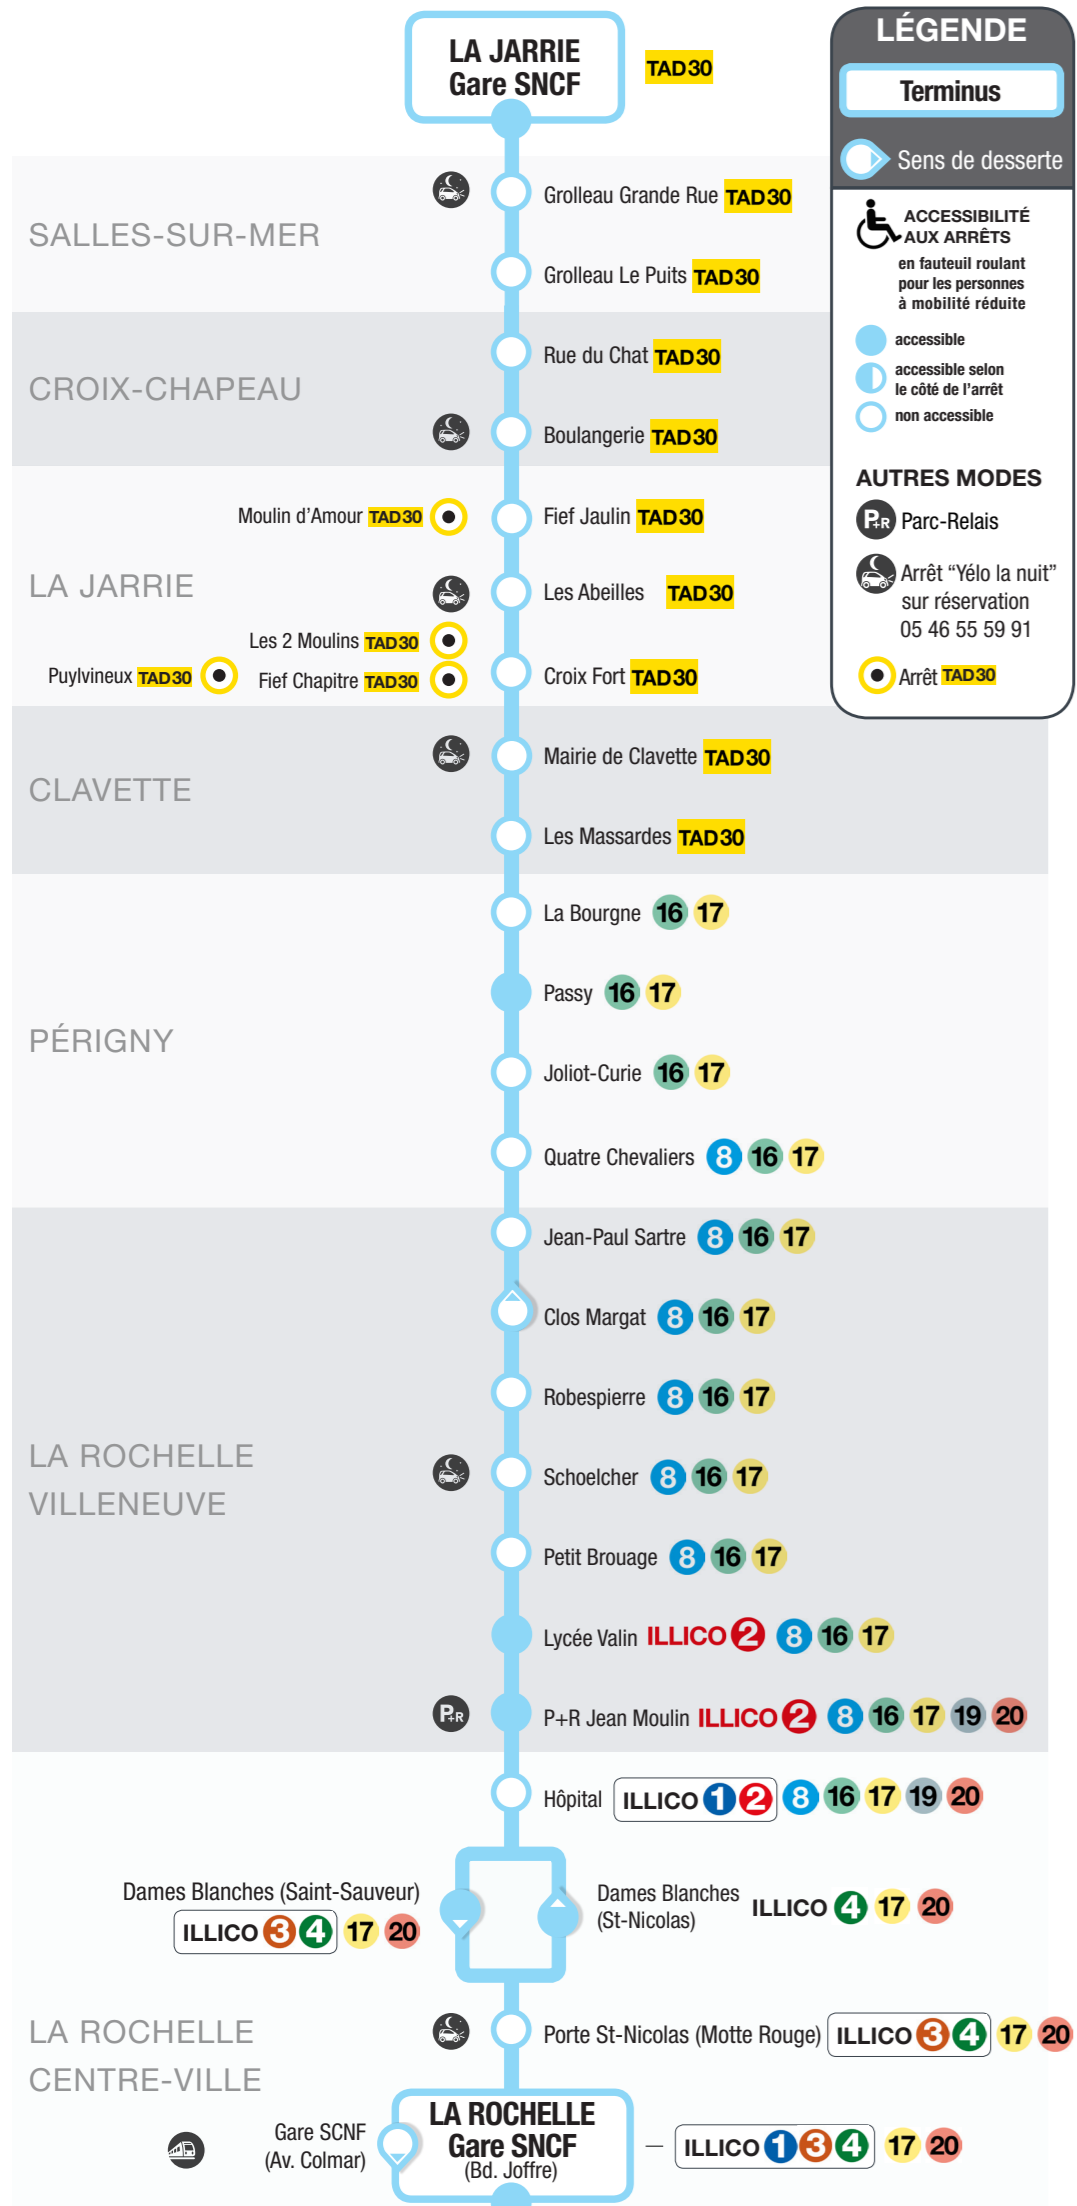 LA JARRIE
Gare SNCF
TAD30
LÉGENDE
Terminus
Sens de desserte
ACCESSIBILITÉ
AUX ARRÊTS
en fauteuil roulant
pour les personnes
à mobilité réduite
accessible
accessible selon
le côté de l'arrêt
non accessible
AUTRES MODES
P+R Parc-Relais
Arrêt “Yélo la nuit”
sur réservation
05 46 55 59 91
Arrêt TAD30
SALLES-SUR-MER
Grolleau Grande Rue TAD30
Grolleau Le Puits TAD30
CROIX-CHAPEAU
Rue du Chat TAD30
Boulangerie TAD30
LA JARRIE
Moulin d'Amour TAD30
Fief Jaulin TAD30
Les Abeilles TAD30
Les 2 Moulins TAD30
Puylvineux TAD30
Fief Chapitre TAD30
Croix Fort TAD30
CLAVETTE
Mairie de Clavette TAD30
Les Massardes TAD30
PÉRIGNY
La Bourgne 16 17
Passy 16 17
Joliot-Curie 16 17
Quatre Chevaliers 8 16 17
LA ROCHELLE
VILLENEUVE
Jean-Paul Sartre 8 16 17
Clos Margat 8 16 17
Robespierre 8 16 17
Schoelcher 8 16 17
Petit Brouage 8 16 17
Lycée Valin ILLICO 2 8 16 17
P+R
P+R Jean Moulin ILLICO 2 8 16 17 19 20
Hôpital ILLICO 1 2 8 16 17 19 20
Dames Blanches (Saint-Sauveur)
ILLICO 3 4 17 20
Dames Blanches
(St-Nicolas)
ILLICO 4 17 20
LA ROCHELLE
CENTRE-VILLE
Porte St-Nicolas (Motte Rouge) ILLICO 3 4 17 20
Gare SCNF
(Av. Colmar)
LA ROCHELLE
Gare SNCF
(Bd. Joffre)
– ILLICO 1 3 4 17 20